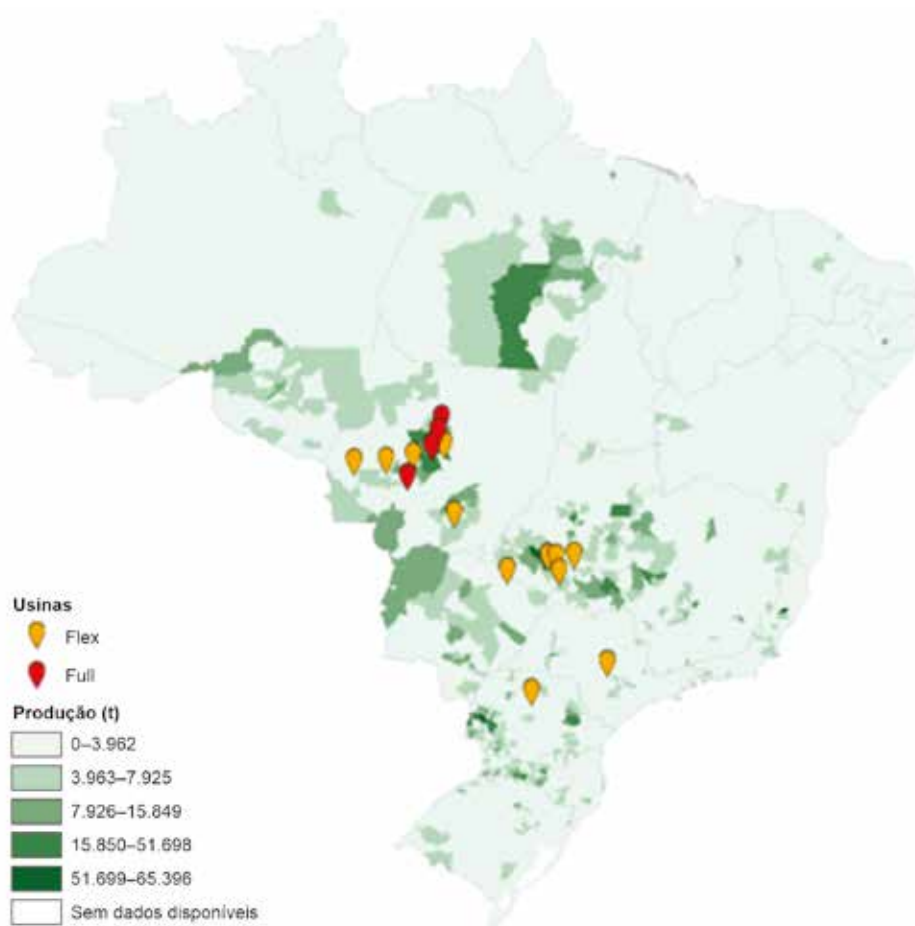 Usinas
Flex
Full
Produção (t)
0–3.962
3.963–7.925
7.926–15.849
15.850–51.698
51.699–65.396
Sem dados disponíveis